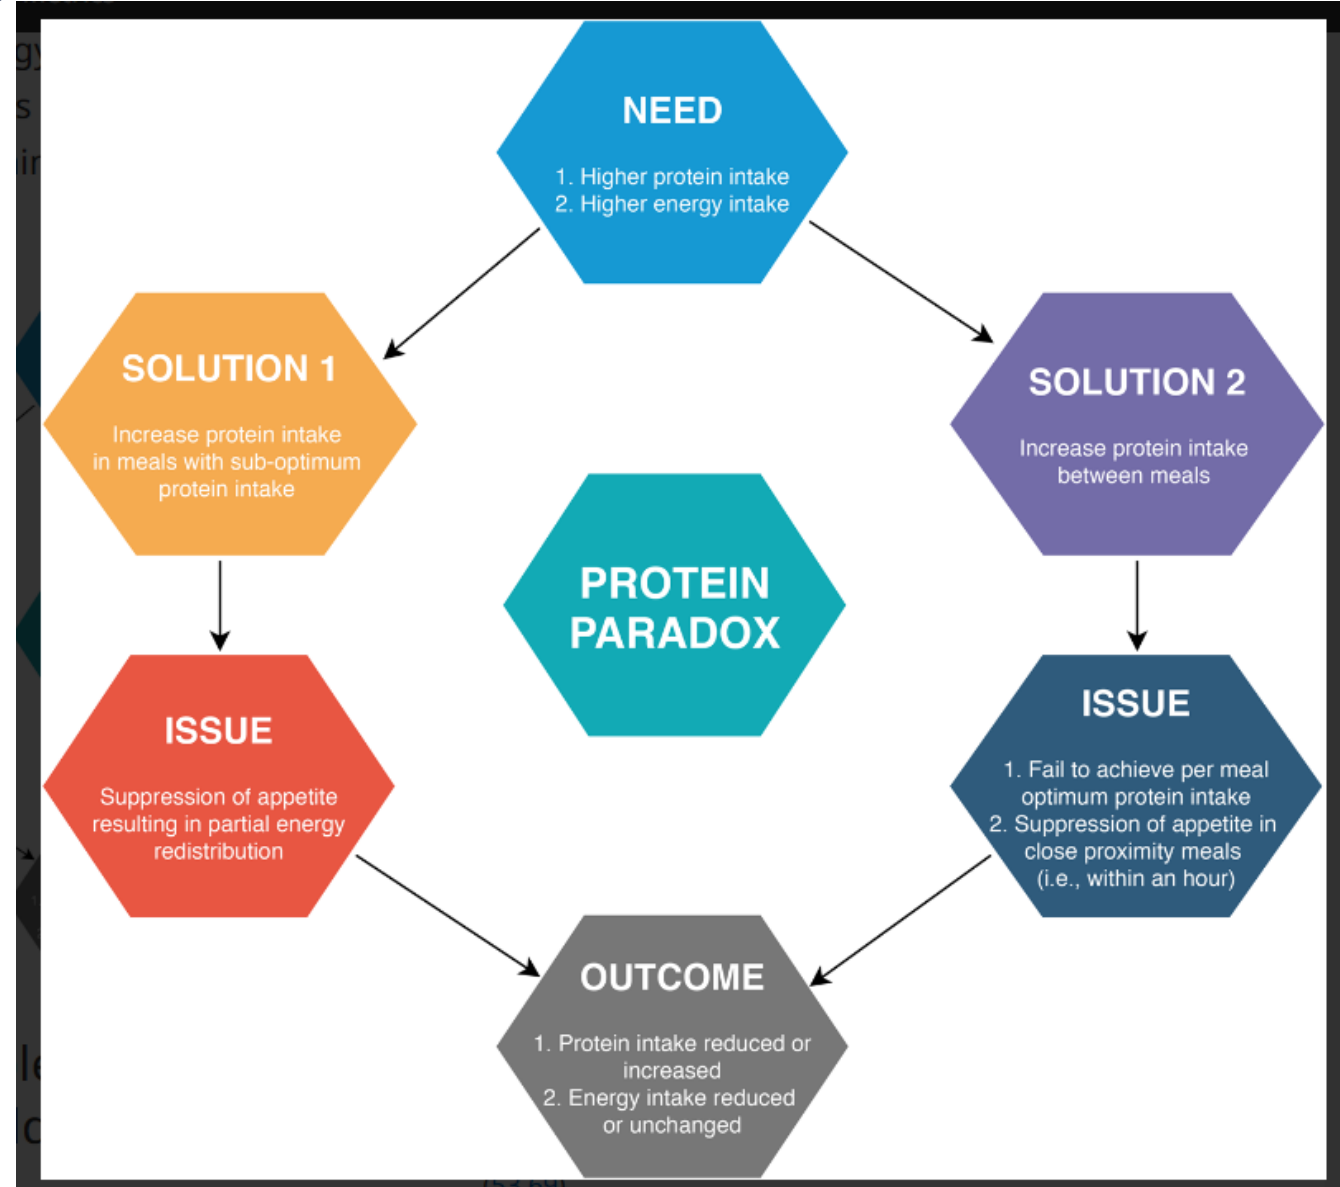 NEED
1. Higher protein intake
2. Higher energy intake
SOLUTION 1
Increase protein intake
in meals with sub-optimum
protein intake
SOLUTION 2
Increase protein intake
between meals
PROTEIN
PARADOX
ISSUE
Suppression of appetite
resulting in partial energy
redistribution
ISSUE
1. Fail to achieve per meal
optimum protein intake
2. Suppression of appetite in
close proximity meals
(i.e., within an hour)
OUTCOME
1. Protein intake reduced or
increased
2. Energy intake reduced
or unchanged